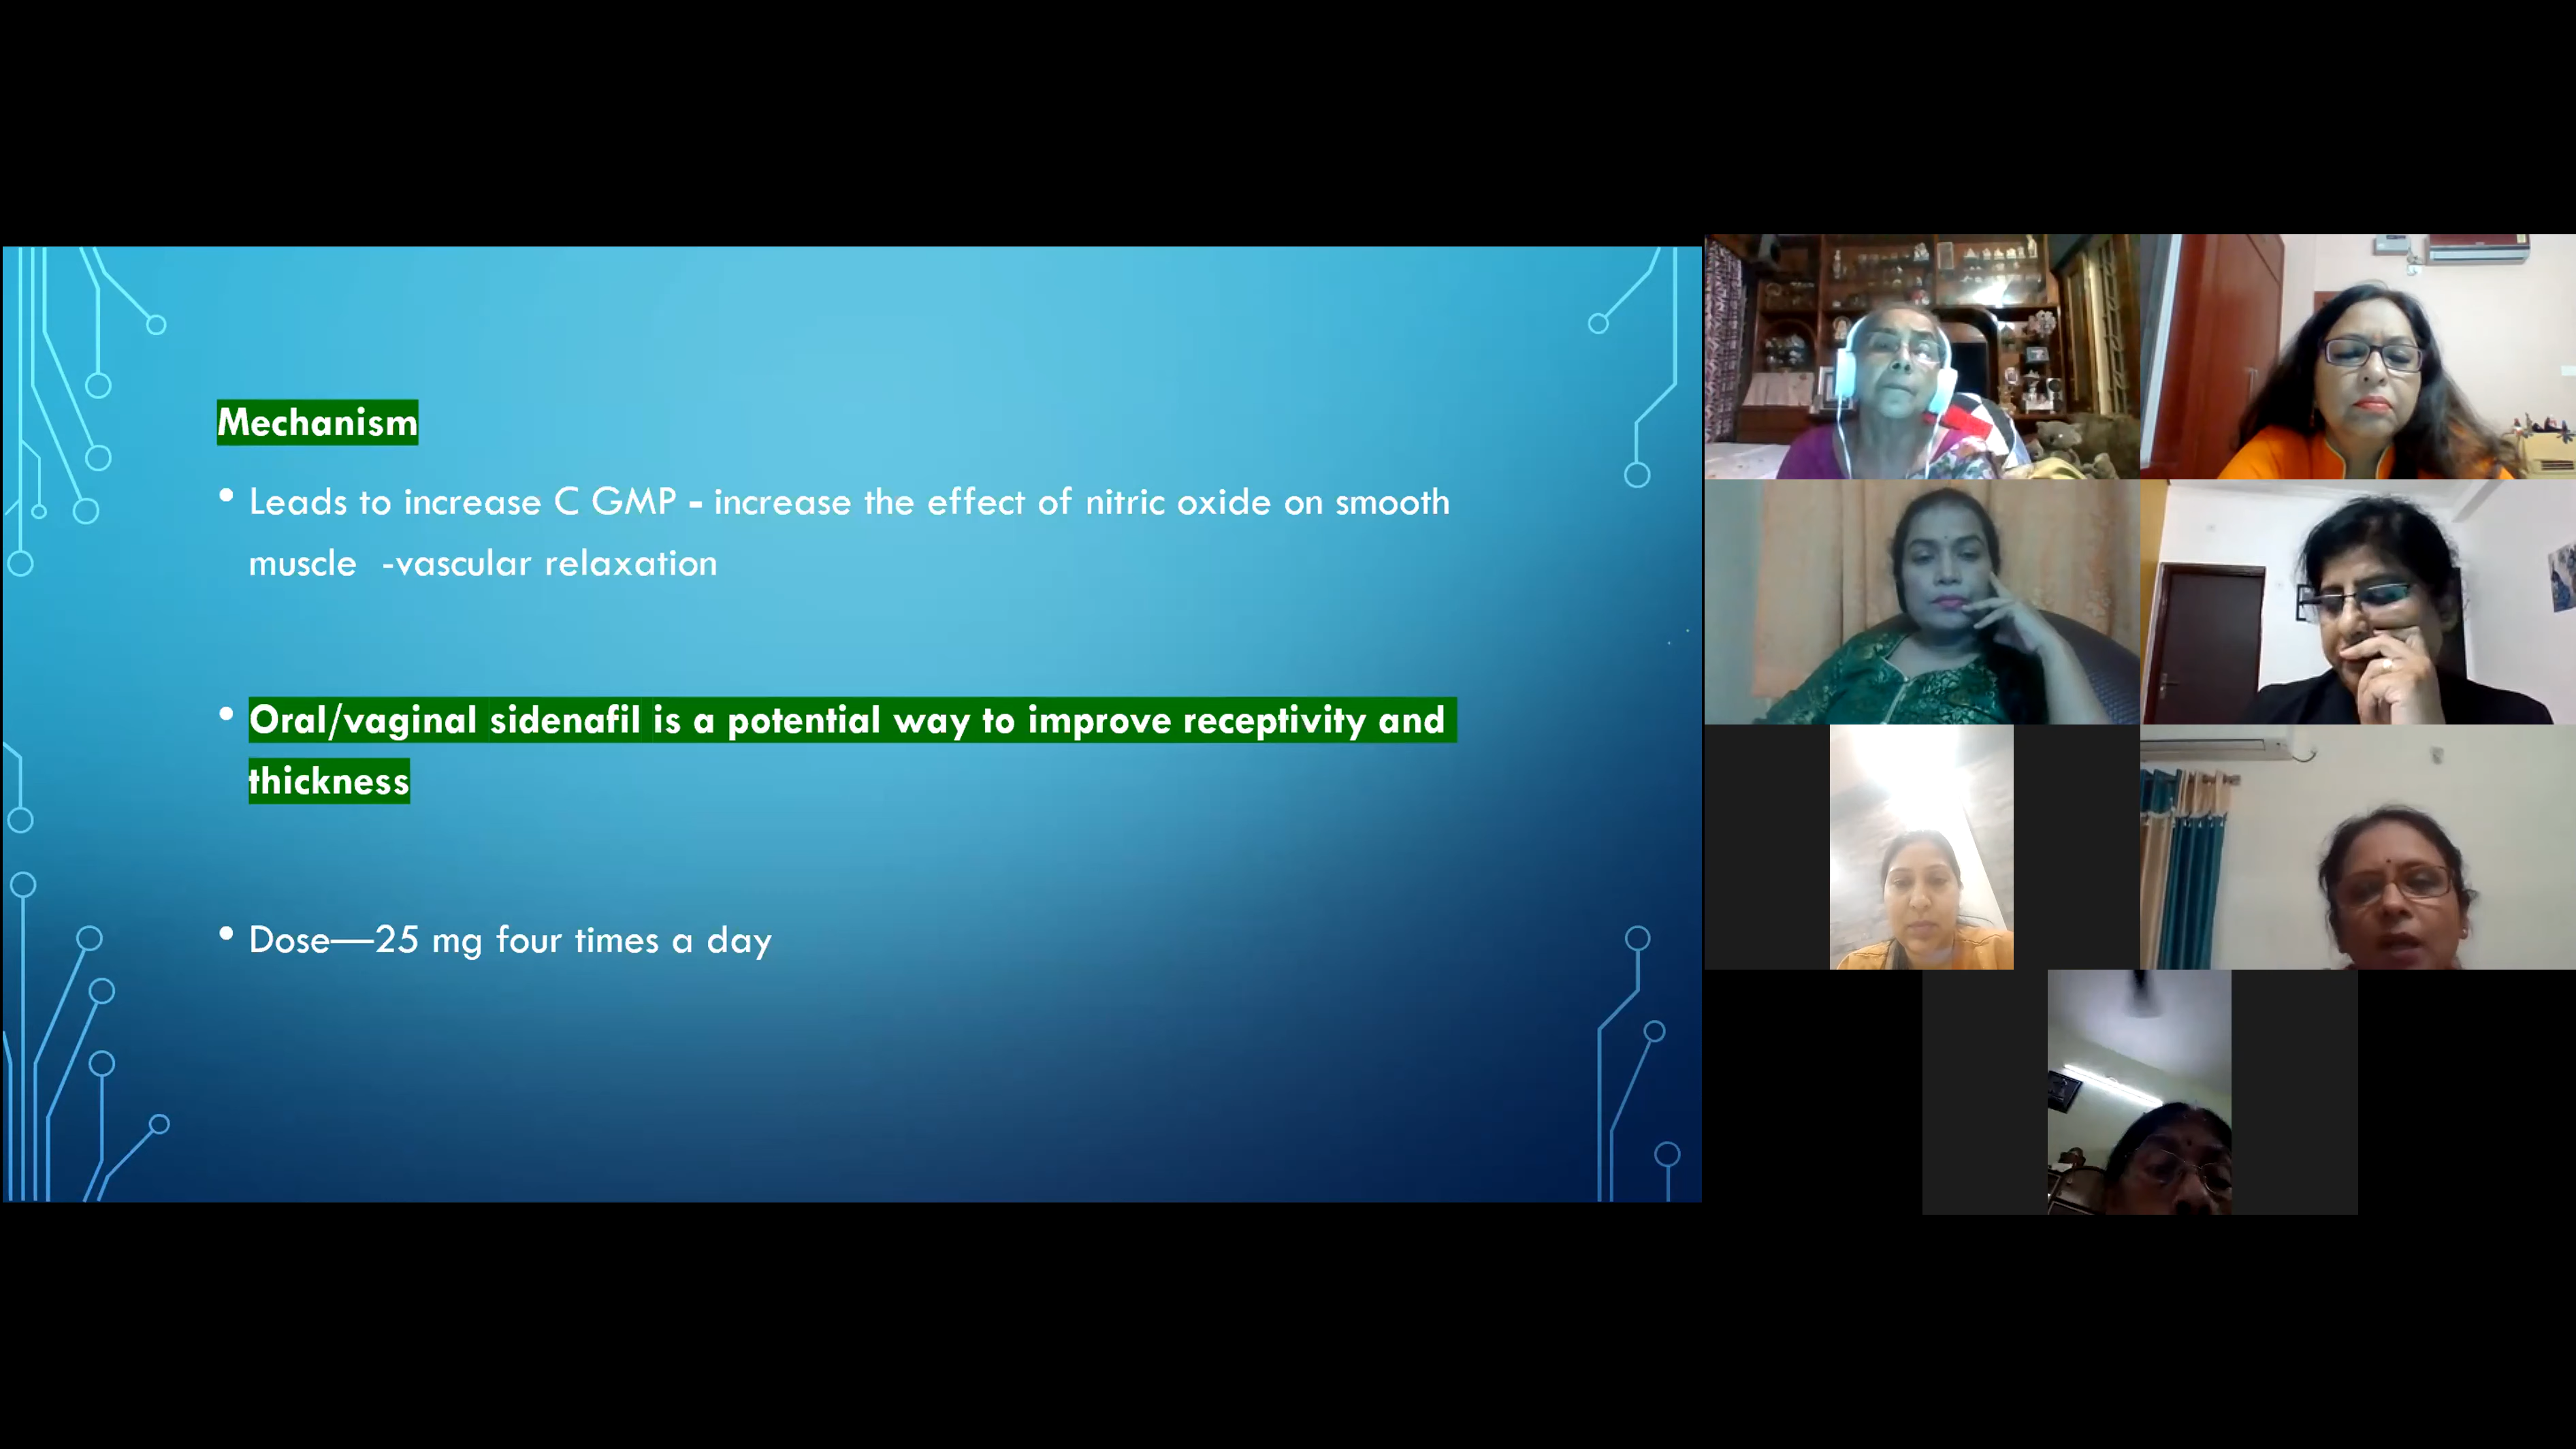 Mechanism
• Leads to increase C GMP - increase the effect of nitric oxide on smooth
muscle -vascular relaxation
• Oral/vaginal sidenafil is a potential way to improve receptivity and
thickness
• Dose—25 mg four times a day